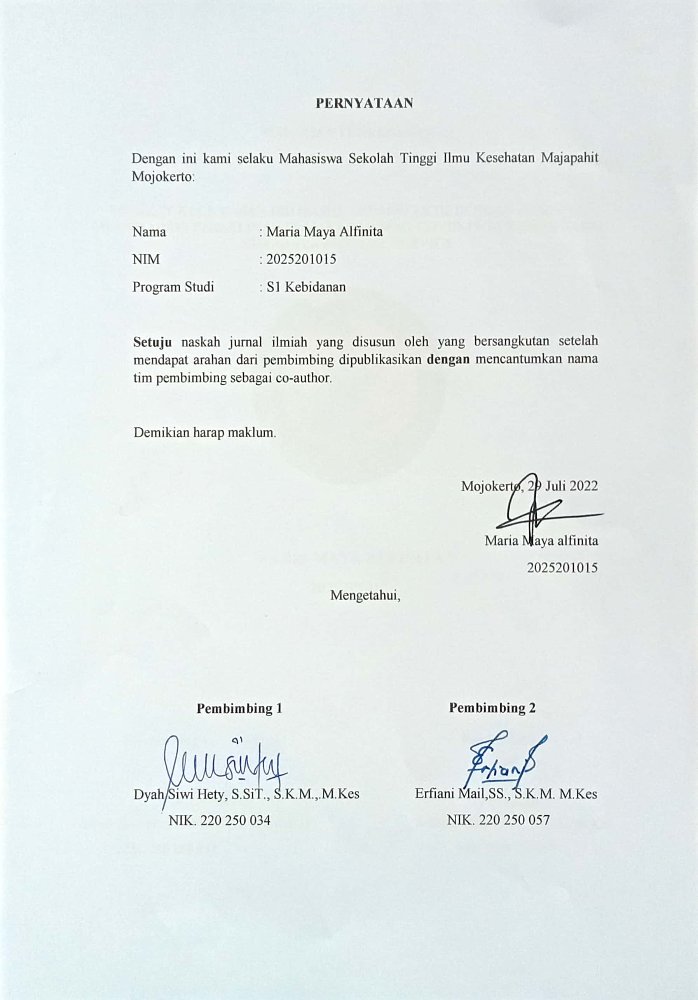 PERNYATAAN
Dengan ini kami selaku Mahasiswa Sekolah Tinggi Ilmu Kesehatan Majapahit
Mojokerto:
Nama : Maria Maya Alfinita
NIM : 2025201015
Program Studi : S1 Kebidanan
Setuju naskah jurnal ilmiah yang disusun oleh yang bersangkutan setelah
mendapat arahan dari pembimbing dipublikasikan dengan mencantumkan nama
tim pembimbing sebagai co-author.
Demikian harap maklum.
Mojokerto, 29 Juli 2022
Maria Maya alfinita
2025201015
Mengetahui,
Pembimbing 1 Pembimbing 2
Dyah Siwi Hety, S.SiT., S.K.M.,.M.Kes Erfiani Mail,SS., S.K.M. M.Kes
NIK. 220 250 034 NIK. 220 250 057